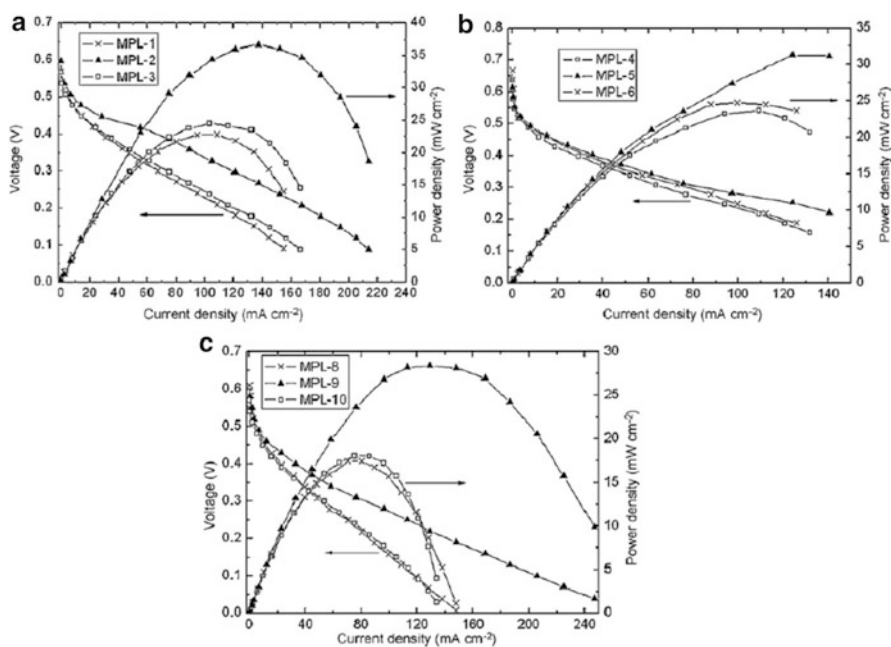 a
MPL-1
MPL-2
MPL-3
0.7
0.6
0.5
0.4
0.3
0.2
0.1
0.0
Voltage (V)
40
35
30
25
20
15
10
5
0
Power density (mW cm-2)
0 20 40 60 80 100 120 140 160 180 200 220 240
Current density (mA cm-2)
b
MPL-4
MPL-5
MPL-6
0.8
0.7
0.6
0.5
0.4
0.3
0.2
0.1
0.0
Voltage (V)
35
30
25
20
15
10
5
0
Power density (mW cm-2)
0 20 40 60 80 100 120 140
Current density (mA cm-2)
c
MPL-8
MPL-9
MPL-10
0.7
0.6
0.5
0.4
0.3
0.2
0.1
0.0
Voltage (V)
30
25
20
15
10
5
0
Power density (mW cm-2)
0 40 80 120 160 200 240
Current density (mA cm-2)